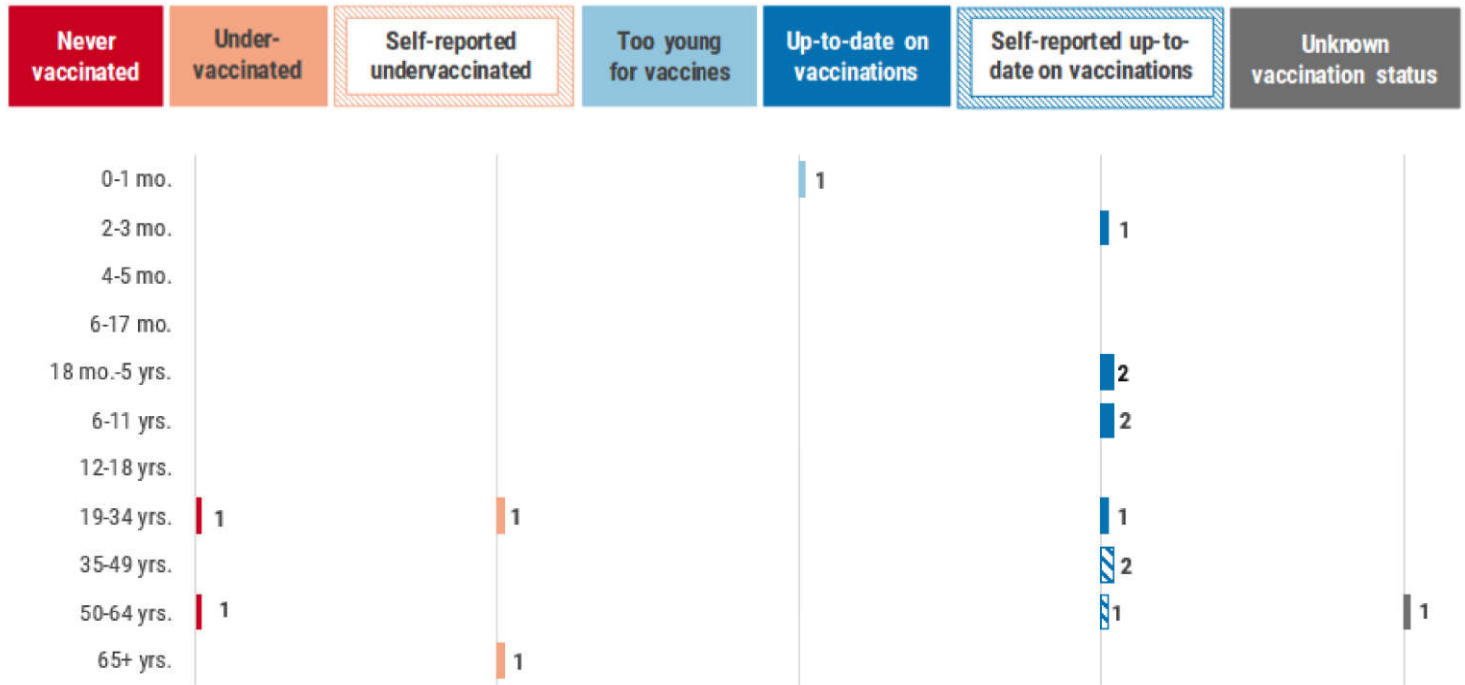 Never
vaccinated
Under-
vaccinated
Self-reported
undervaccinated
Too young
for vaccines
Up-to-date on
vaccinations
Self-reported up-to-
date on vaccinations
Unknown
vaccination status
0-1 mo. 1
2-3 mo. 1
4-5 mo.
6-17 mo.
18 mo.-5 yrs. 2
6-11 yrs. 2
12-18 yrs.
19-34 yrs. 1 1 1
35-49 yrs. 2
50-64 yrs. 1 1 1
65+ yrs. 1